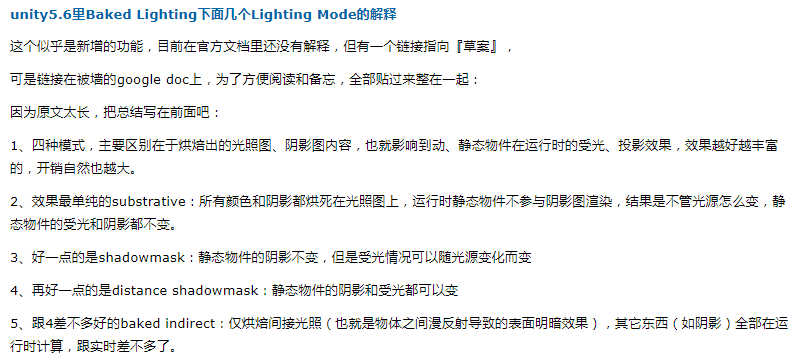 unity5.6里Baked Lighting下面几个Lighting Mode的解释
这个似乎是新增的功能，目前在官方文档里还没有解释，但有一个链接指向『草案』，
可是链接在被墙的google doc上，为了方便阅读和备忘，全部贴过来整在一起：
因为原文太长，把总结写在前面吧：
1、四种模式，主要区别在于烘焙出的光照图、阴影图内容，也就影响到动、静态物件在运行时的受光、投影效果，效果越好越丰富
的，开销自然也越大。
2、效果最单纯的substrative：所有颜色和阴影都烘死在光照图上，运行时静态物件不参与阴影图渲染，结果是不管光源怎么变，静
态物件的受光和阴影都不变。
3、好一点的是shadowmask：静态物件的阴影不变，但是受光情况可以随光源变化而变
4、再好一点的是distance shadowmask：静态物件的阴影和受光都可以变
5、跟4差不多好的baked indirect：仅烘焙间接光照（也就是物体之间漫反射导致的表面明暗效果），其它东西（如阴影）全部在运
行时计算，跟实时差不多了。